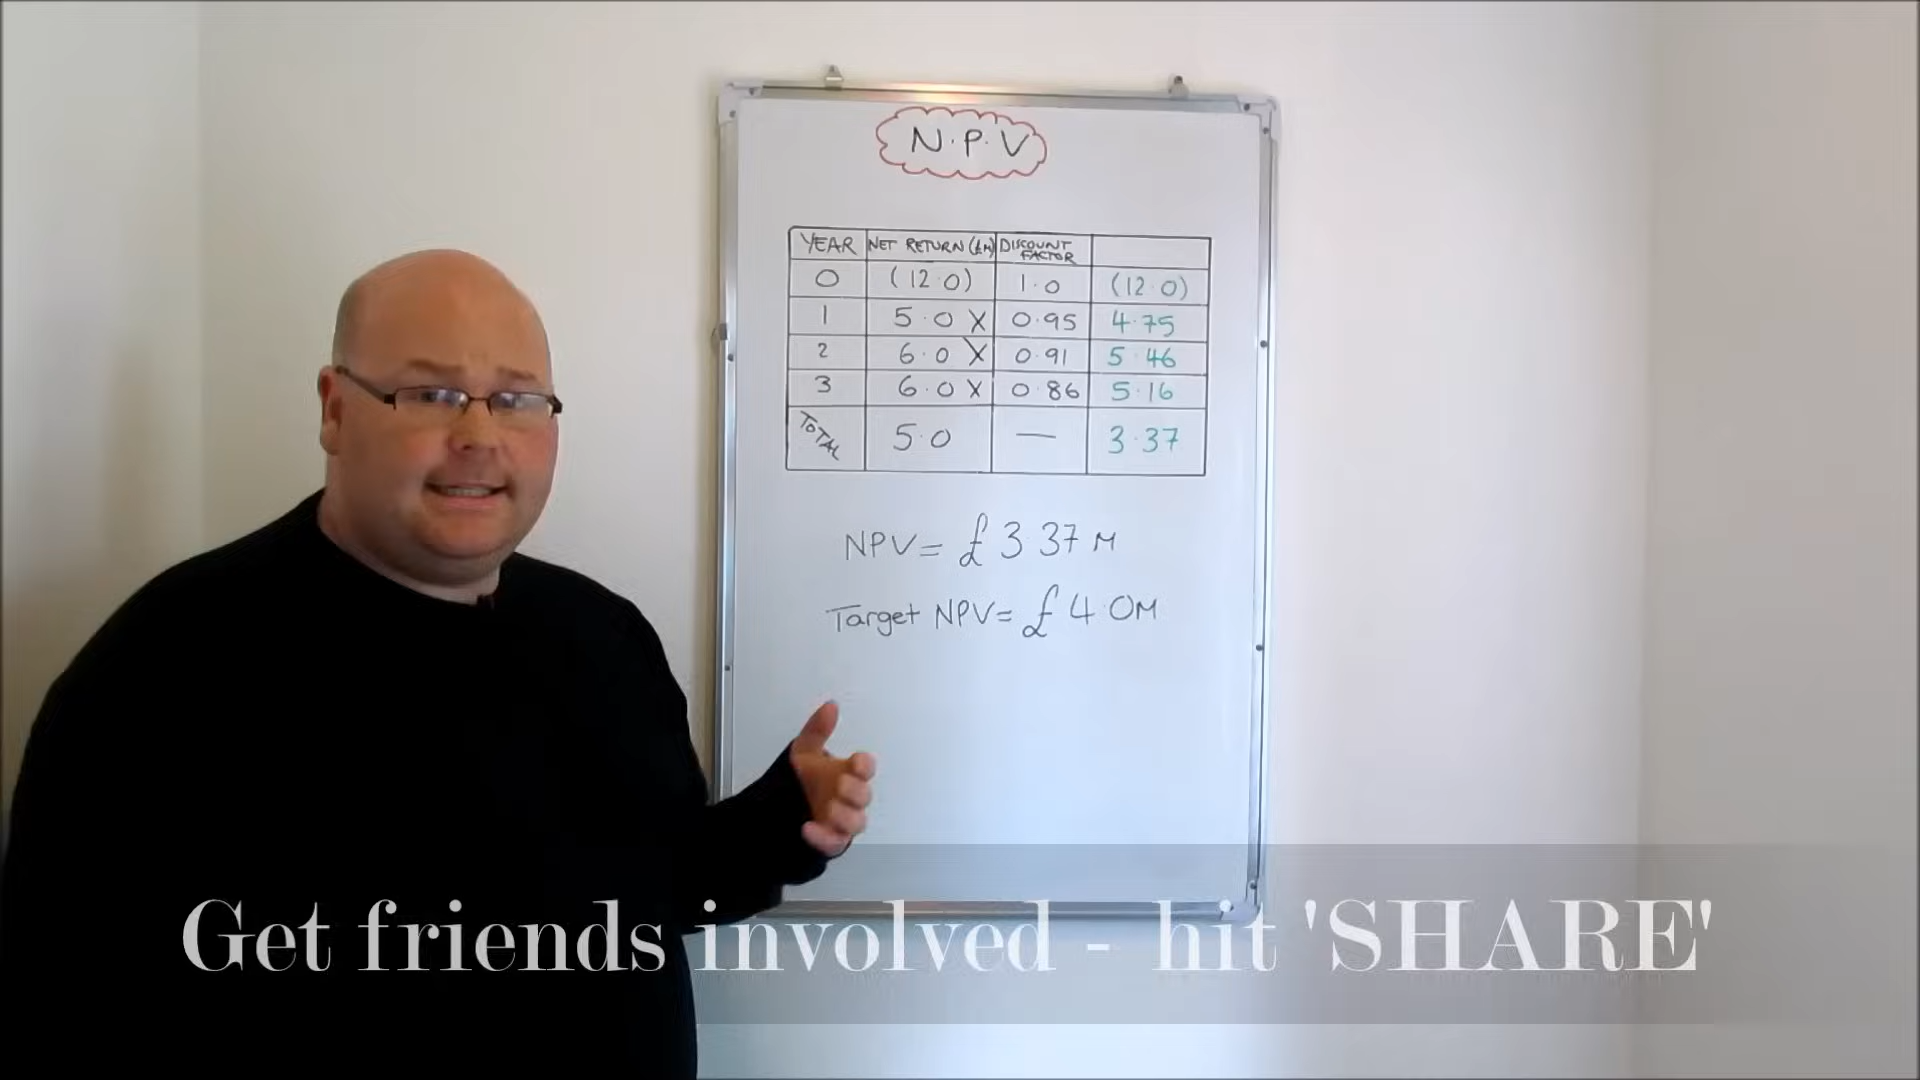 N.P.V
YEAR NET RETURN (£M) DISCOUNT FACTOR
0 (12.0) 1.0 (12.0)
1 5.0 X 0.95 4.75
2 6.0 X 0.91 5.46
3 6.0 X 0.86 5.16
TOTAL 5.0 — 3.37
NPV = £3.37M
Target NPV = £4.0M
Get friends involved - hit 'SHARE'